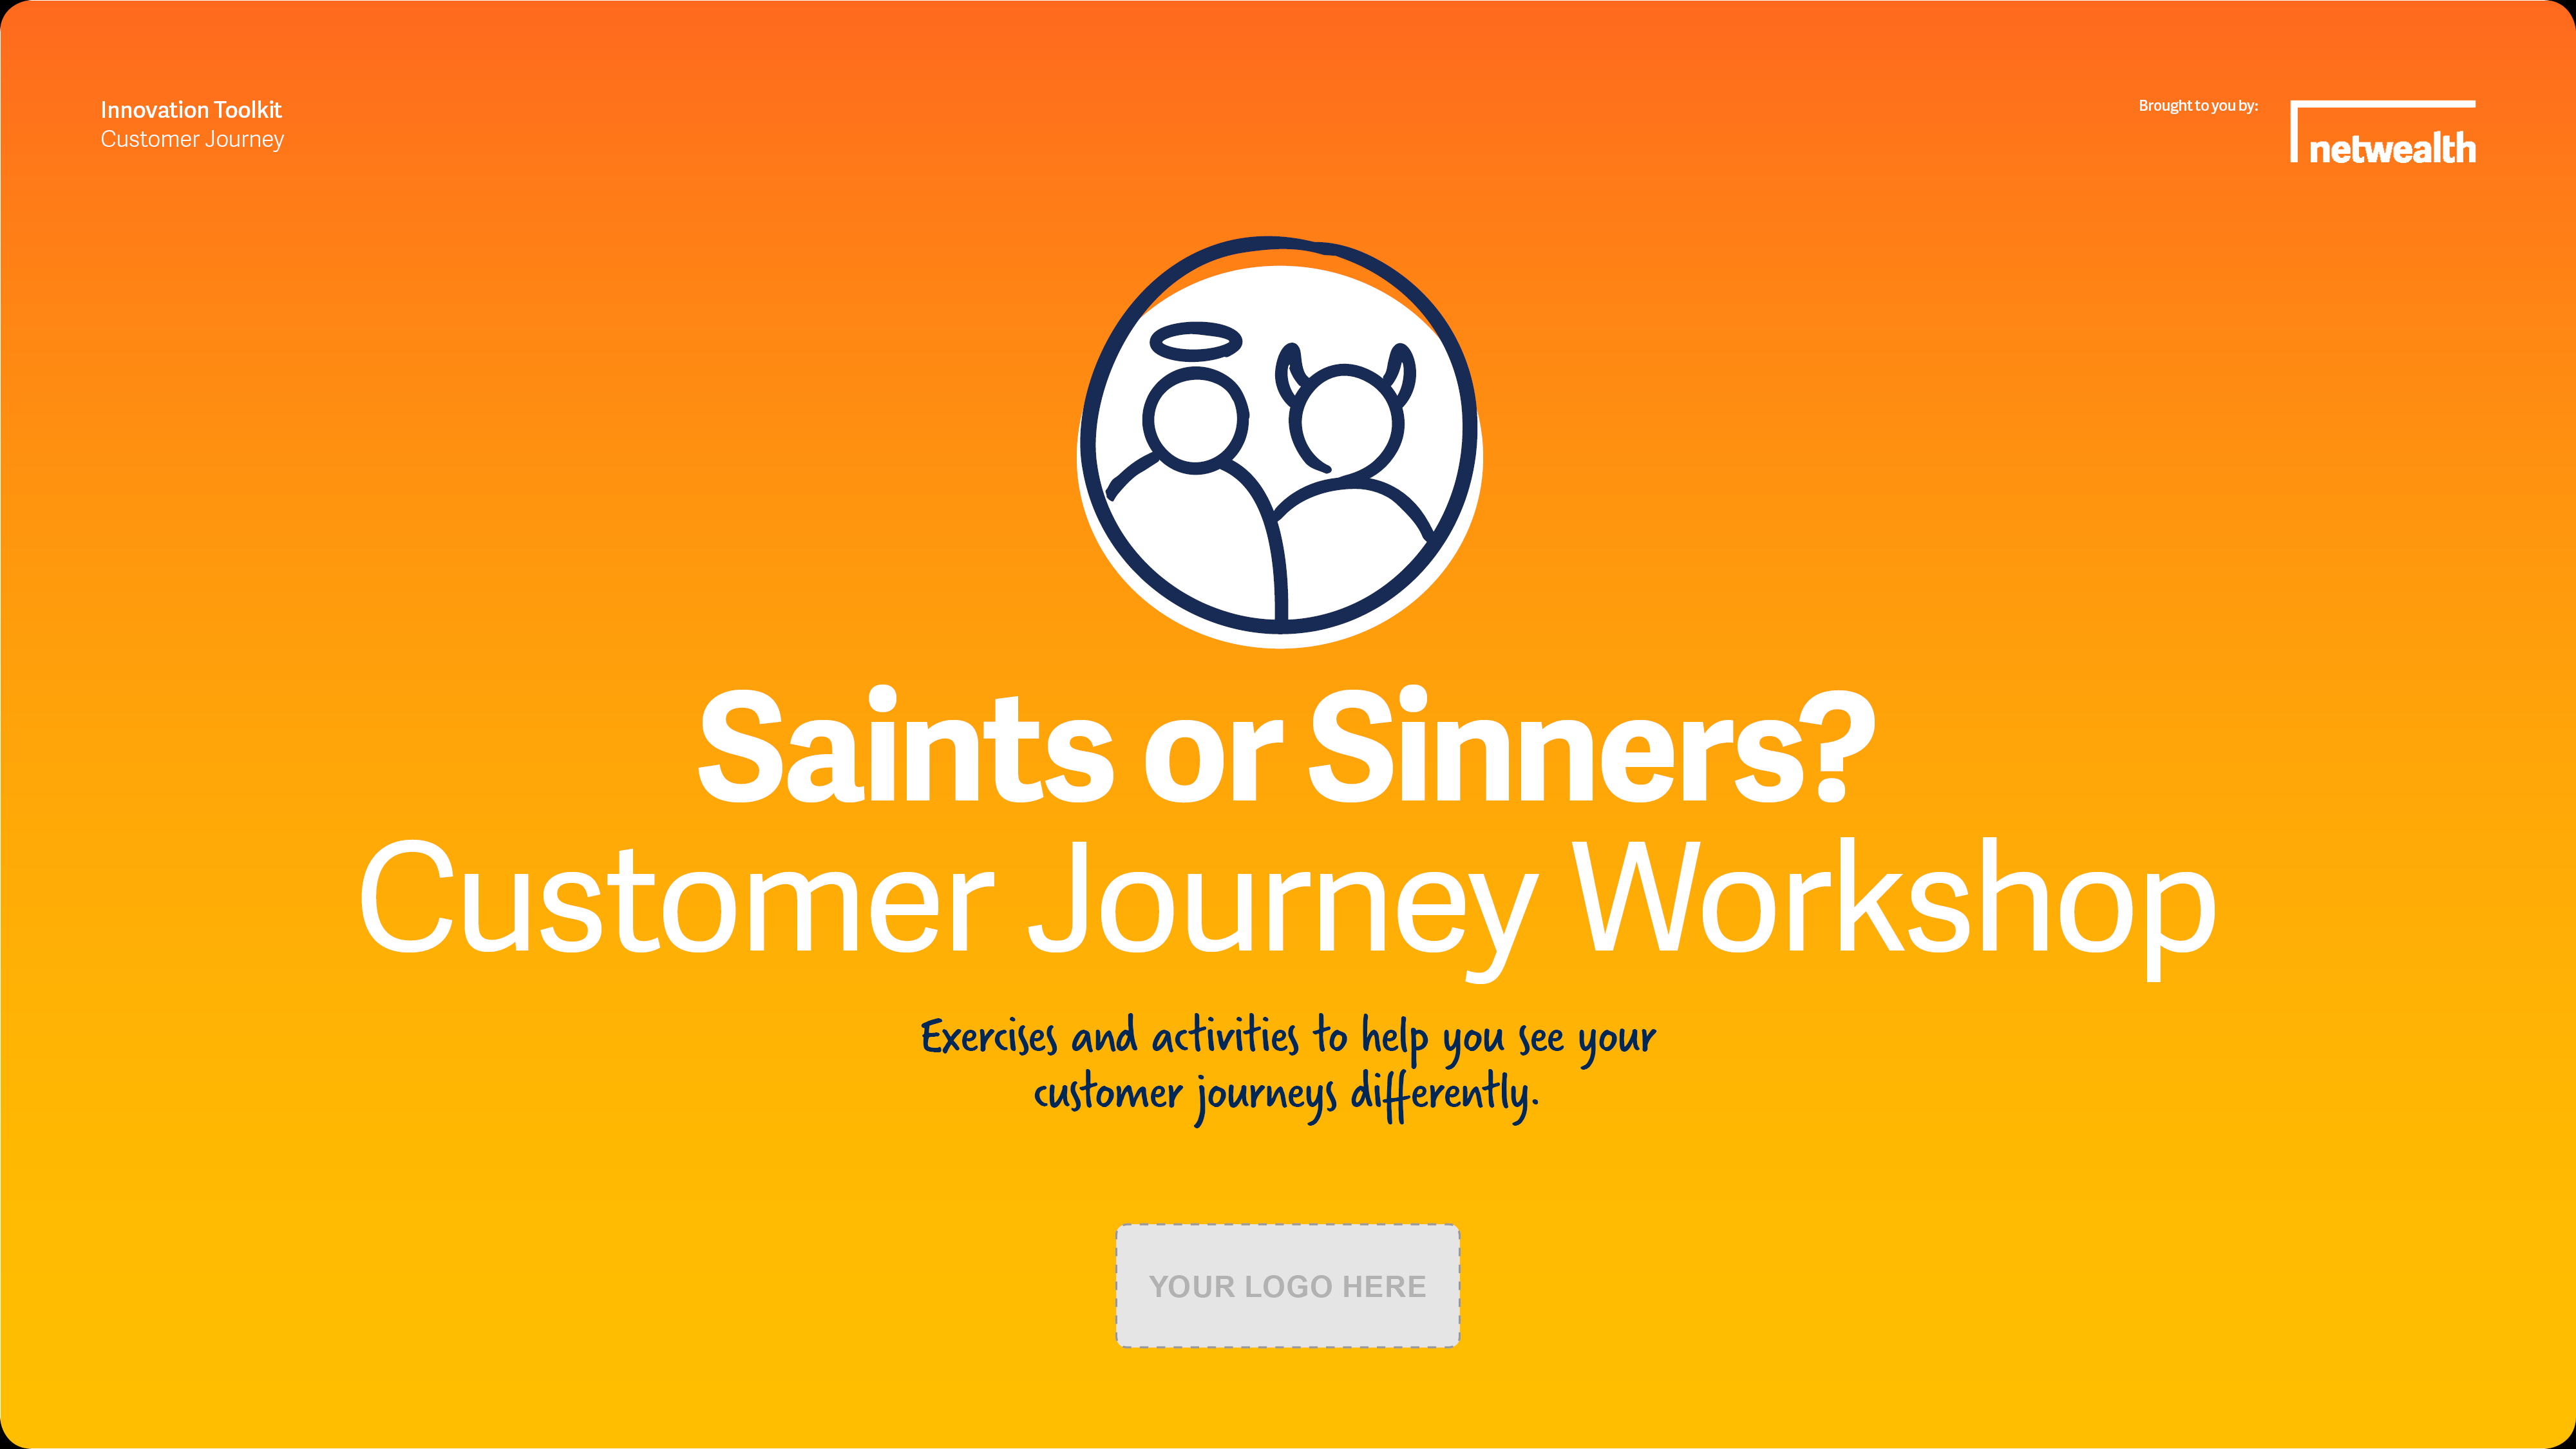 Innovation Toolkit
Customer Journey
Brought to you by:
netwealth
Saints or Sinners?
Customer Journey Workshop
Exercises and activities to help you see your
customer journeys differently.
YOUR LOGO HERE